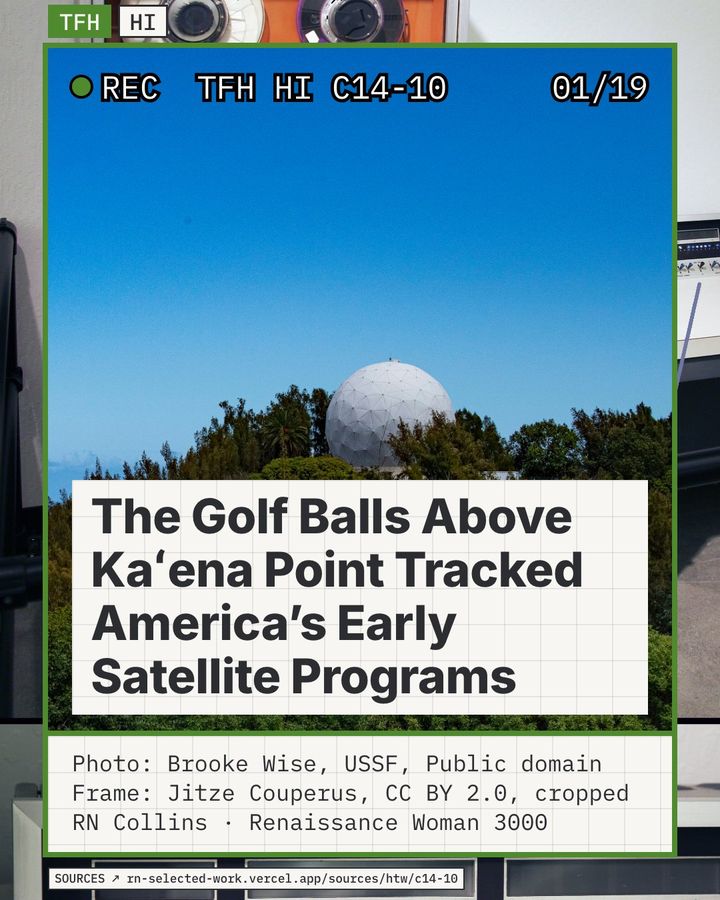 TFH HI
REC TFH HI C14-10 01/19
The Golf Balls Above
Kaʻena Point Tracked
America’s Early
Satellite Programs
Photo: Brooke Wise, USSF, Public domain
Frame: Jitze Couperus, CC BY 2.0, cropped
RN Collins · Renaissance Woman 3000
SOURCES ↗ rn-selected-work.vercel.app/sources/htw/c14-10